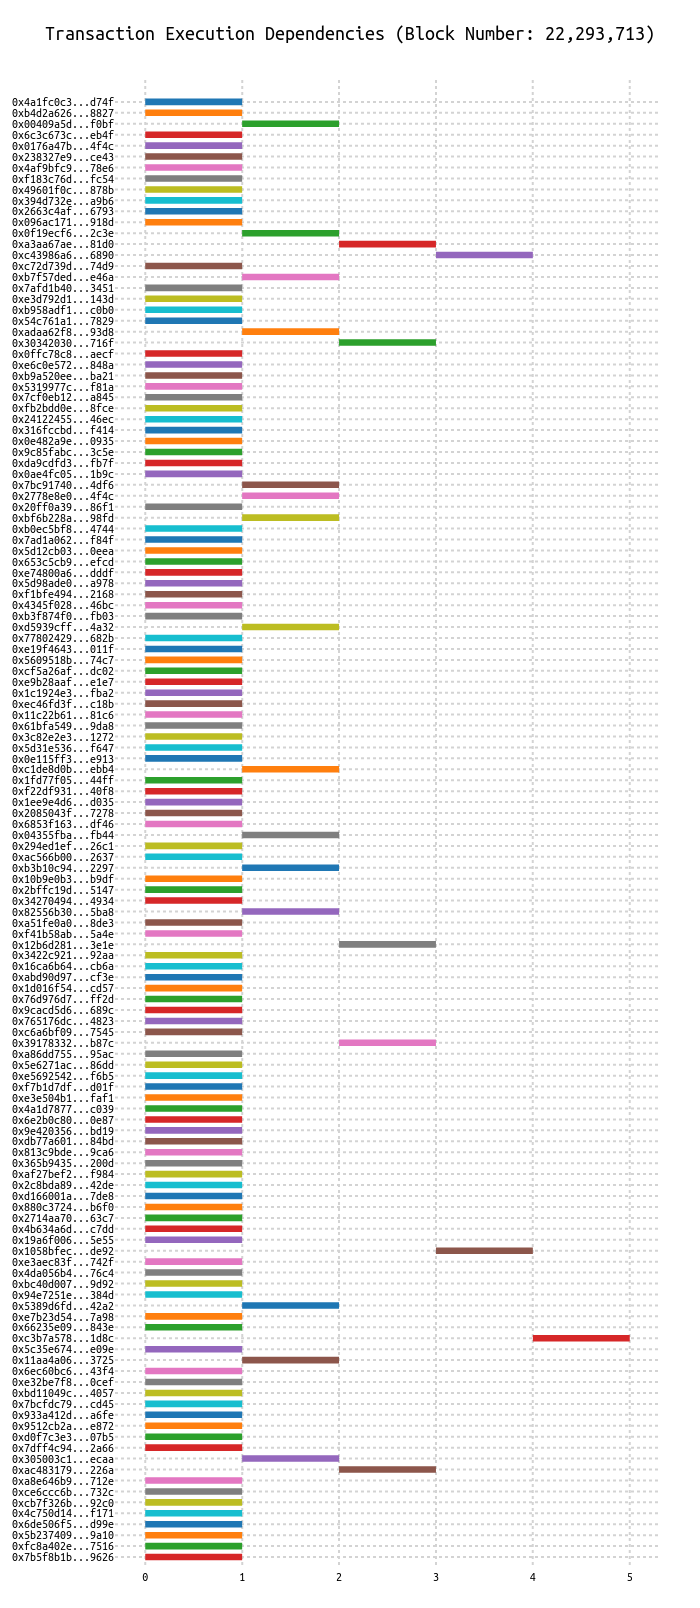 Transaction Execution Dependencies (Block Number: 22,293,713)
0x4a1fc0c3...d74f
0xb4d2a626...8827
0x00409a5d...f0bf
0x6c3c673c...eb4f
0x0176a47b...4f4c
0x238327e9...ce43
0x4af9bfc9...78e6
0xf183c76d...fc54
0x49601f0c...878b
0x394d732e...a9b6
0x2663c4af...6793
0x096ac171...918d
0x0f19ecf6...2c3e
0xa3aa67ae...81d0
0xc43986a6...6890
0xc72d739d...74d9
0xb7f57ded...e46a
0x7afd1b40...3451
0xe3d792d1...143d
0xb958adf1...c0b0
0x54c761a1...7829
0xadaa62f8...93d8
0x30342030...716f
0x0ffc78c8...aecf
0xe6c0e572...848a
0xb9a520ee...ba21
0x5319977c...f81a
0x7cf0eb12...a845
0xfb2bdd0e...8fce
0x24122455...46ec
0x316fccbd...f414
0x0e482a9e...0935
0x9c85fabc...3c5e
0xda9cdfd3...fb7f
0x0ae4fc05...1b9c
0x7bc91740...4df6
0x2778e8e0...4f4c
0x20ff0a39...86f1
0xbf6b228a...98fd
0xb0ec5bf8...4744
0x7ad1a062...f84f
0x5d12cb03...0eea
0x653c5cb9...efcd
0xe74800a6...dddf
0x5d98ade0...a978
0xf1bfe494...2168
0x4345f028...46bc
0xb3f874f0...fb03
0xd5939cff...4a32
0x77802429...682b
0xe19f4643...011f
0x5609518b...74c7
0xcf5a26af...dc02
0xe9b28aaf...e1e7
0x1c1924e3...fba2
0xec46fd3f...c18b
0x11c22b61...81c6
0x61bfa549...9da8
0x3c82e2e3...1272
0x5d31e536...f647
0x0e115ff3...e913
0xc1de8d0b...ebb4
0x1fd77f05...44ff
0xf22df931...40f8
0x1ee9e4d6...d035
0x2085043f...7278
0x6853f163...df46
0x04355fba...fb44
0x294ed1ef...26c1
0xac566b00...2637
0xb3b10c94...2297
0x10b9e0b3...b9df
0x2bffc19d...5147
0x34270494...4934
0x82556b30...5ba8
0xa51fe0a0...8de3
0xf41b58ab...5a4e
0x12b6d281...3e1e
0x3422c921...92aa
0x16ca6b64...cb6a
0xabd90d97...cf3e
0x1d016f54...cd57
0x76d976d7...ff2d
0x9cacd5d6...689c
0x765176dc...4823
0xc6a6bf09...7545
0x39178332...b87c
0xa86dd755...95ac
0x5e6271ac...86dd
0xe5692542...f6b5
0xf7b1d7df...d01f
0xe3e504b1...faf1
0x4a1d7877...c039
0x6e2b0c80...0e87
0x9e420356...bd19
0xdb77a601...84bd
0x813c9bde...9ca6
0x365b9435...200d
0xaf27bef2...f984
0x2c8bda89...42de
0xd166001a...7de8
0x880c3724...b6f0
0x2714aa70...63c7
0x4b634a6d...c7dd
0x19a6f006...5e55
0x1058bfec...de92
0xe3aec83f...742f
0x4da056b4...76c4
0xbc40d007...9d92
0x94e7251e...384d
0x5389d6fd...42a2
0xe7b23d54...7a98
0x66235e09...843e
0xc3b7a578...1d8c
0x5c35e674...e09e
0x11aa4a06...3725
0x6ec60bc6...43f4
0xe32be7f8...0cef
0xbd11049c...4057
0x7bcfdc79...cd45
0x933a412d...a6fe
0x9512cb2a...e872
0xd0f7c3e3...07b5
0x7dff4c94...2a66
0x305003c1...ecaa
0xac483179...226a
0xa8e646b9...712e
0xce6ccc6b...732c
0xcb7f326b...92c0
0x4c750d14...f171
0x6de506f5...d99e
0x5b237409...9a10
0xfc8a402e...7516
0x7b5f8b1b...9626
0 1 2 3 4 5